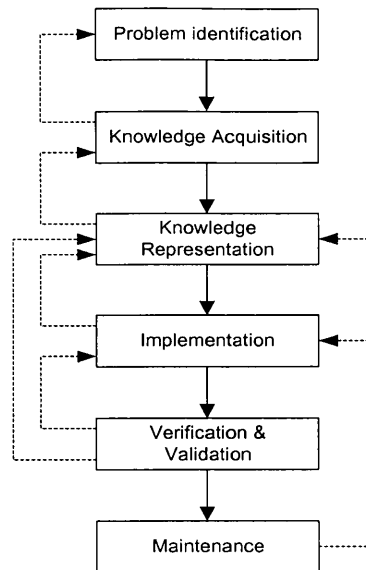 Problem identification
Knowledge Acquisition
Knowledge
Representation
Implementation
Verification &
Validation
Maintenance